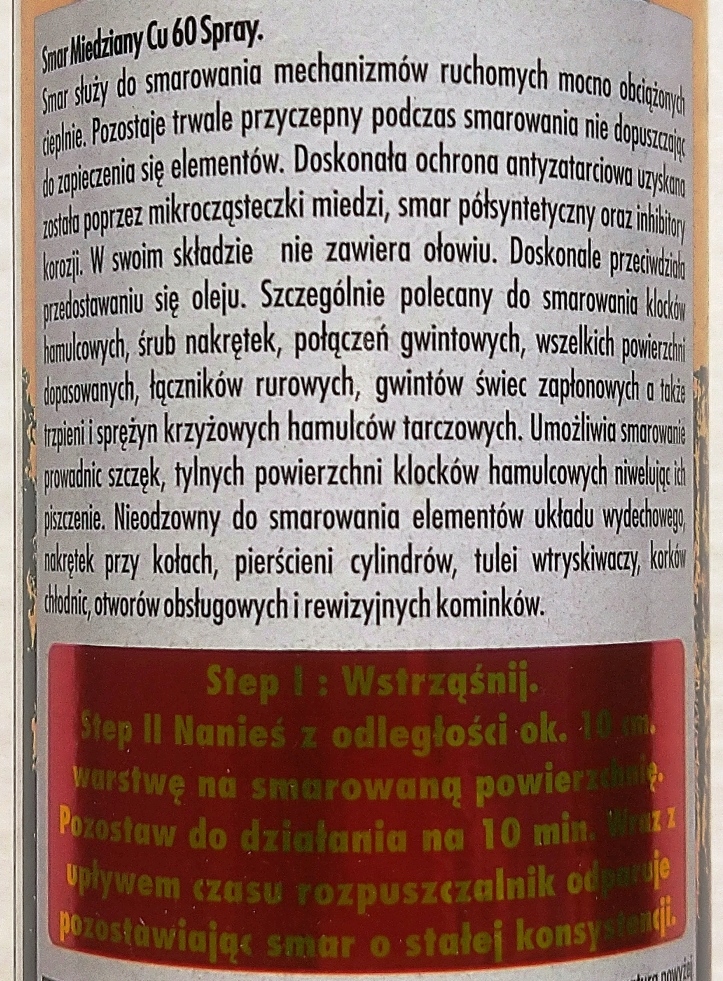 Smar Miedziany Cu 60 Spray.
Smar służy do smarowania mechanizmów ruchomych mocno obciążonych
cieplnie. Pozostaje trwale przyczepny podczas smarowania nie dopuszczając
do zapieczenia się elementów. Doskonała ochrona antyzatarciowa uzyskana
została poprzez mikrocząsteczki miedzi, smar półsyntetyczny oraz inhibitory
korozji. W swoim składzie nie zawiera ołowiu. Doskonale przeciwdziała
przedostawaniu się oleju. Szczególnie polecany do smarowania klocków
hamulcowych, śrub nakrętek, połączeń gwintowych, wszelkich powierzchni
dopasowanych, łączników rurowych, gwintów świec zapłonowych a także
trzpieni i sprężyn krzyżowych hamulców tarczowych. Umożliwia smarowanie
prowadnic szczęk, tylnych powierzchni klocków hamulcowych niwelując ich
piszczenie. Nieodzowny do smarowania elementów układu wydechowego,
nakrętek przy kołach, pierścieni cylindrów, tulei wtryskiwaczy, korków
chłodnic, otworów obsługowych i rewizyjnych kominków.
Step I : Wstrząśnij.
Step II Nanieś z odległości ok. 10 cm.
warstwę na smarowaną powierzchnię.
Pozostaw do działania na 10 min. Wraz z
upływem czasu rozpuszczalnik odparuje
pozostawiając smar o stałej konsystencji.
powyżej